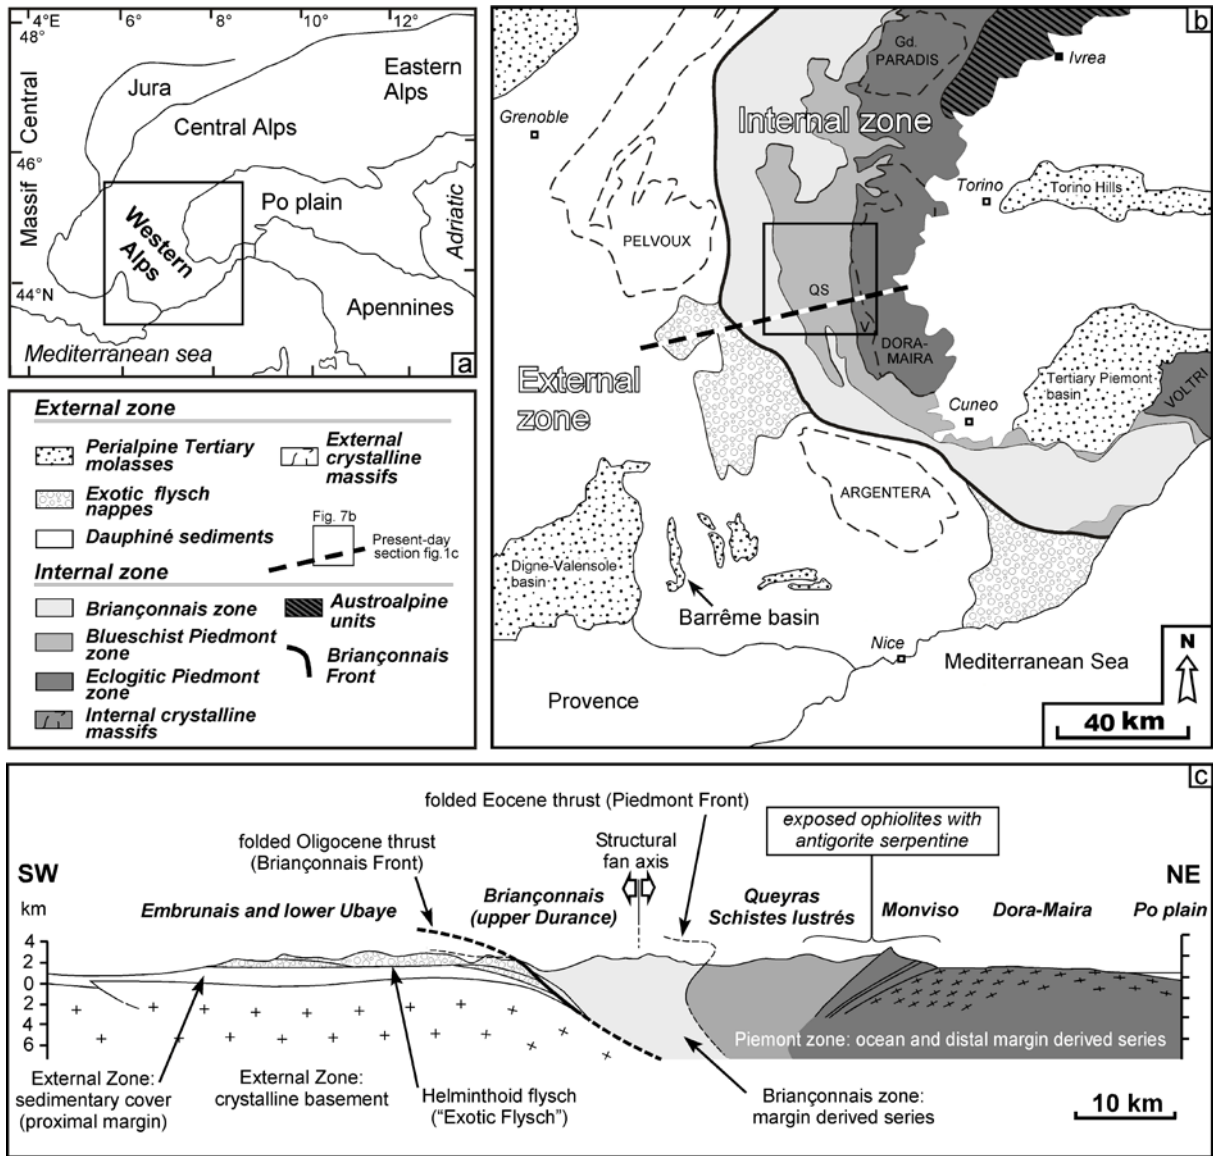 4°E
6°
8°
10°
12°
48°
46°
44°N
6
8
10
12
Massif Central
Jura
Eastern
Alps
Central Alps
Po plain
Adriatic
Western
Alps
Apennines
Mediterranean sea
a
External zone
Perialpine Tertiary
molasses
External
crystalline
massifs
Exotic flysch
nappes
Dauphiné sediments
Fig. 7b
Present-day
section fig.1c
Internal zone
Briançonnais zone
Austroalpine
units
Blueschist Piedmont
zone
Briançonnais
Front
Eclogitic Piedmont
zone
Internal crystalline
massifs
b
Gd.
PARADIS
Ivrea
Grenoble
Internal zone
Torino
Torino Hills
PELVOUX
QS
V
DORA-
MAIRA
External
zone
Tertiary Piemont
basin
VOLTRI
Cuneo
ARGENTERA
Digne-Valensole
basin
Barrême basin
Nice
Mediterranean Sea
Provence
N
40 km
c
folded Eocene thrust (Piedmont Front)
folded Oligocene thrust
(Briançonnais Front)
Structural
fan axis
exposed ophiolites with
antigorite serpentine
SW
NE
km
Embrunais and lower Ubaye
Briançonnais
(upper Durance)
Queyras
Schistes lustrés
Monviso
Dora-Maira
Po plain
4
2
0
2
4
6
Piemont zone: ocean and distal margin derived series
External Zone:
sedimentary cover
(proximal margin)
External Zone:
crystalline basement
Helminthoid flysch
("Exotic Flysch")
Briançonnais zone:
margin derived series
10 km